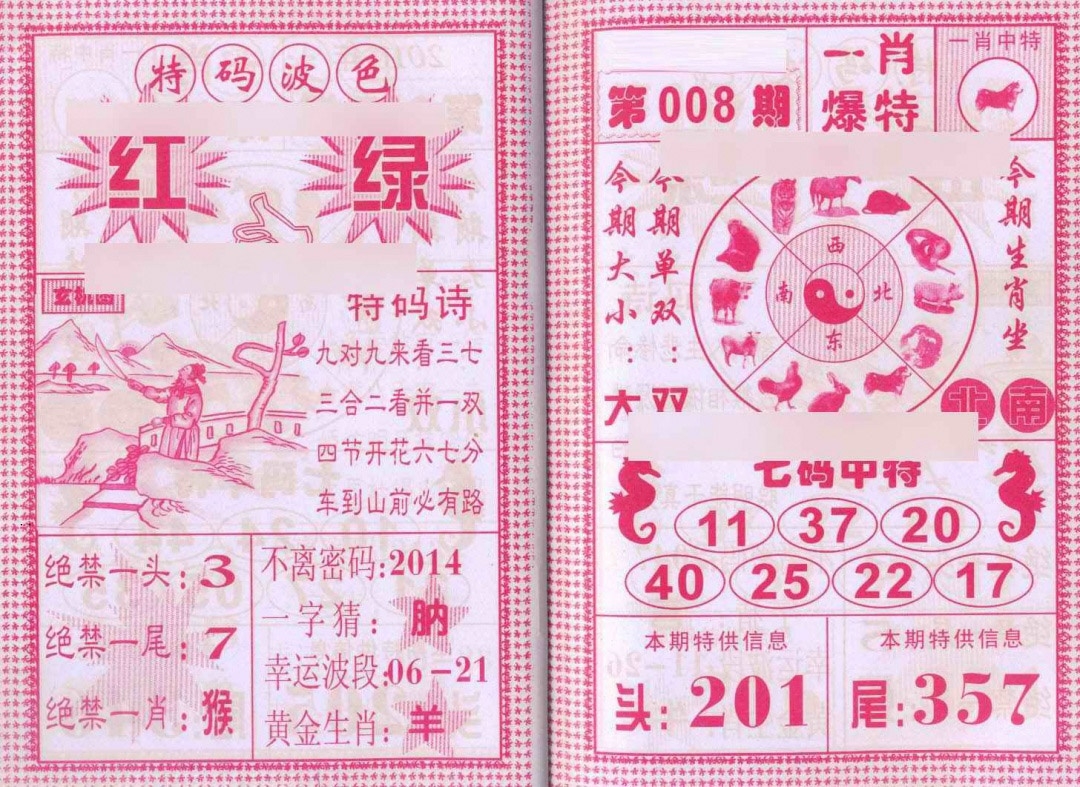 特码波色
红 绿
玄机图
特码诗
九对九来看三七
三合二看并一双
四节开花六七分
车到山前必有路
绝禁一头:3
绝禁一尾:7
绝禁一肖:猴
不离密码:2014
一字猜:肭
幸运波段:06-21
黄金生肖:羊
第008期
一肖
爆特
一肖中特
今期大小:大
今期单双:双
西
南 北
东
今期生肖坐
北南
七码中特
11 37 20
40 25 22 17
本期特供信息
头:201
本期特供信息
尾:357